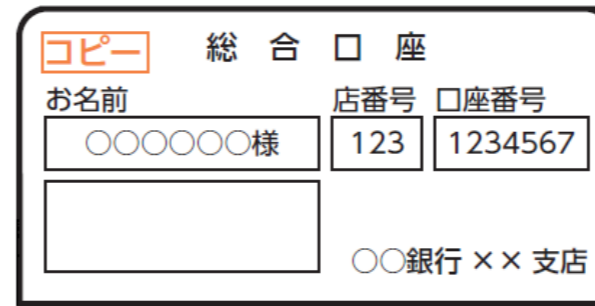 コピー 総合口座
お名前 店番号 口座番号
○○○○○○様 123 1234567
○○銀行 ×× 支店